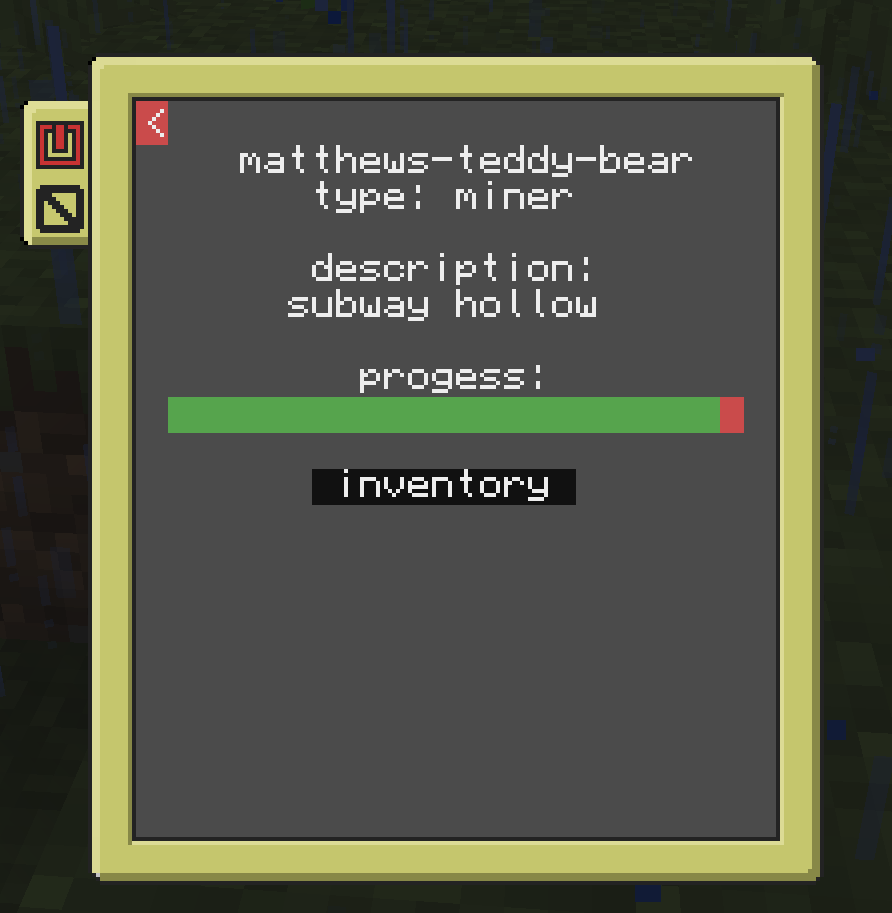 <
matthews-teddy-bear
type: miner
description:
subway hollow
progess:
inventory